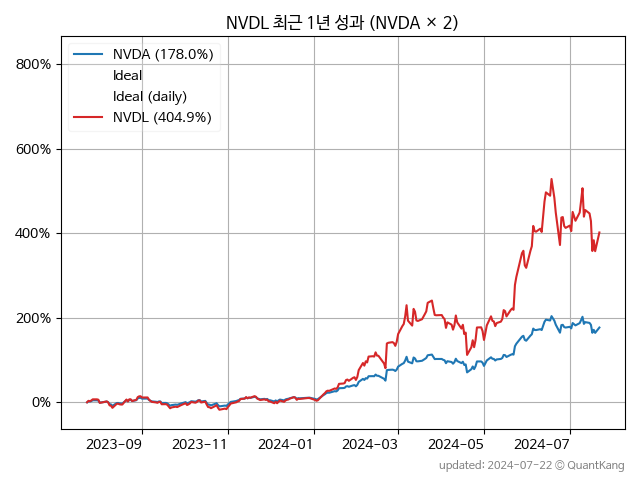 NVDL 최근 1년 성과 (NVDA × 2)
NVDA (178.0%)
Ideal
Ideal (daily)
NVDL (404.9%)
800%
600%
400%
200%
0%
2023-09 2023-11 2024-01 2024-03 2024-05 2024-07
updated: 2024-07-22 © QuantKang